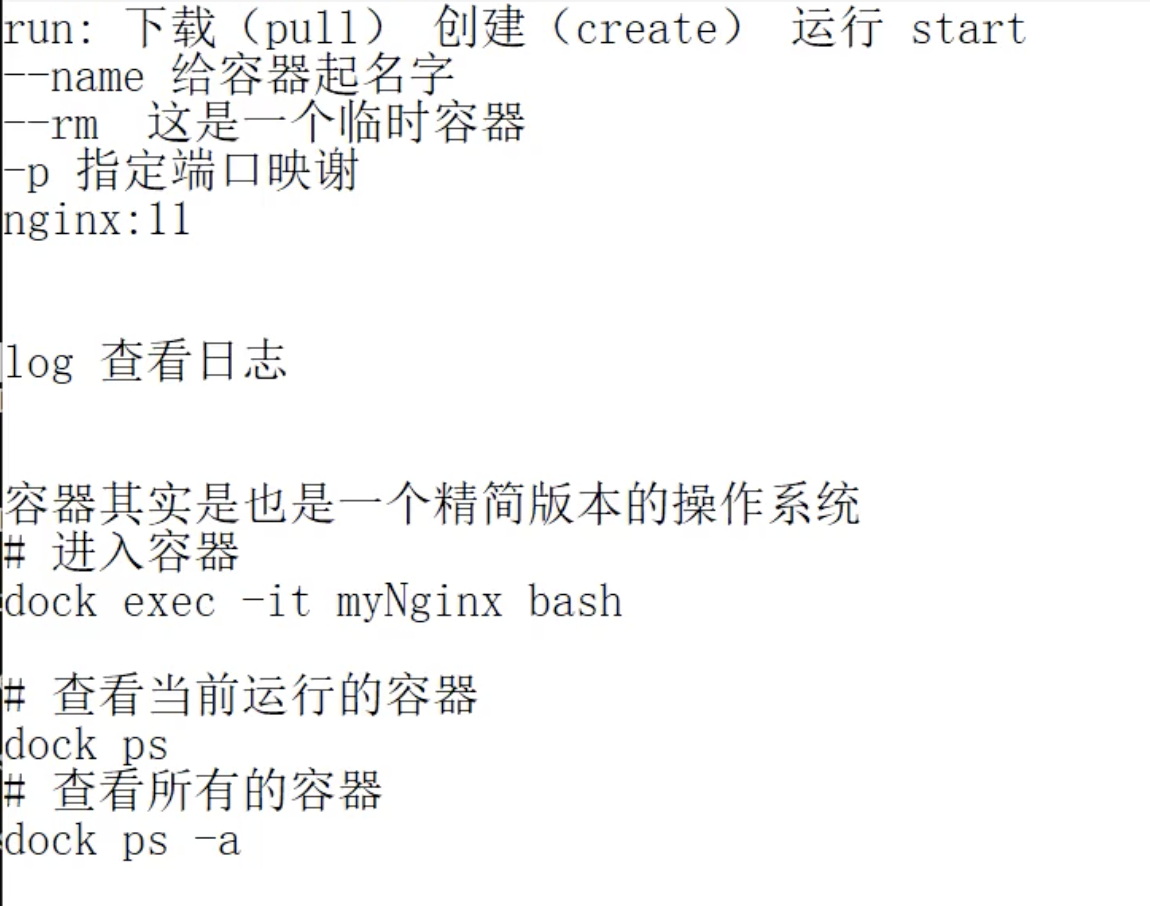 run: 下载（pull） 创建（create） 运行 start
--name 给容器起名字
--rm  这是一个临时容器
-p 指定端口映谢
nginx:11
log 查看日志
容器其实是也是一个精简版本的操作系统
# 进入容器
dock exec -it myNginx bash
# 查看当前运行的容器
dock ps
# 查看所有的容器
dock ps -a